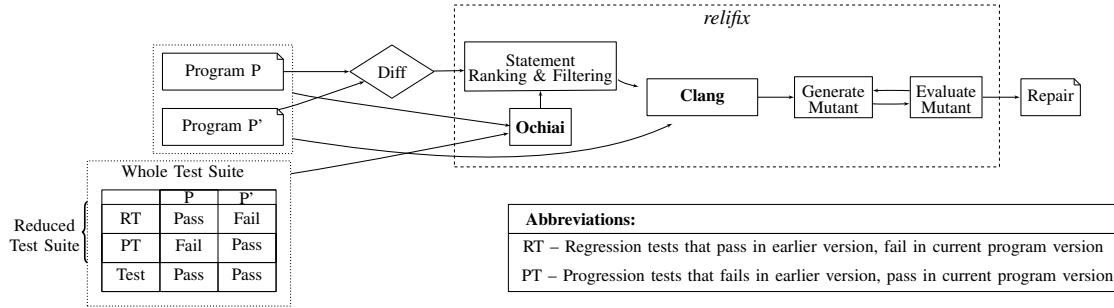 relifix
Program P
Diff
Statement
Ranking & Filtering
Clang
Generate
Mutant
Evaluate
Mutant
Repair
Program P’
Ochiai
Whole Test Suite
P P’
RT Pass Fail
PT Fail Pass
Test Pass Pass
Reduced
Test Suite
Abbreviations:
RT – Regression tests that pass in earlier version, fail in current program version
PT – Progression tests that fails in earlier version, pass in current program version